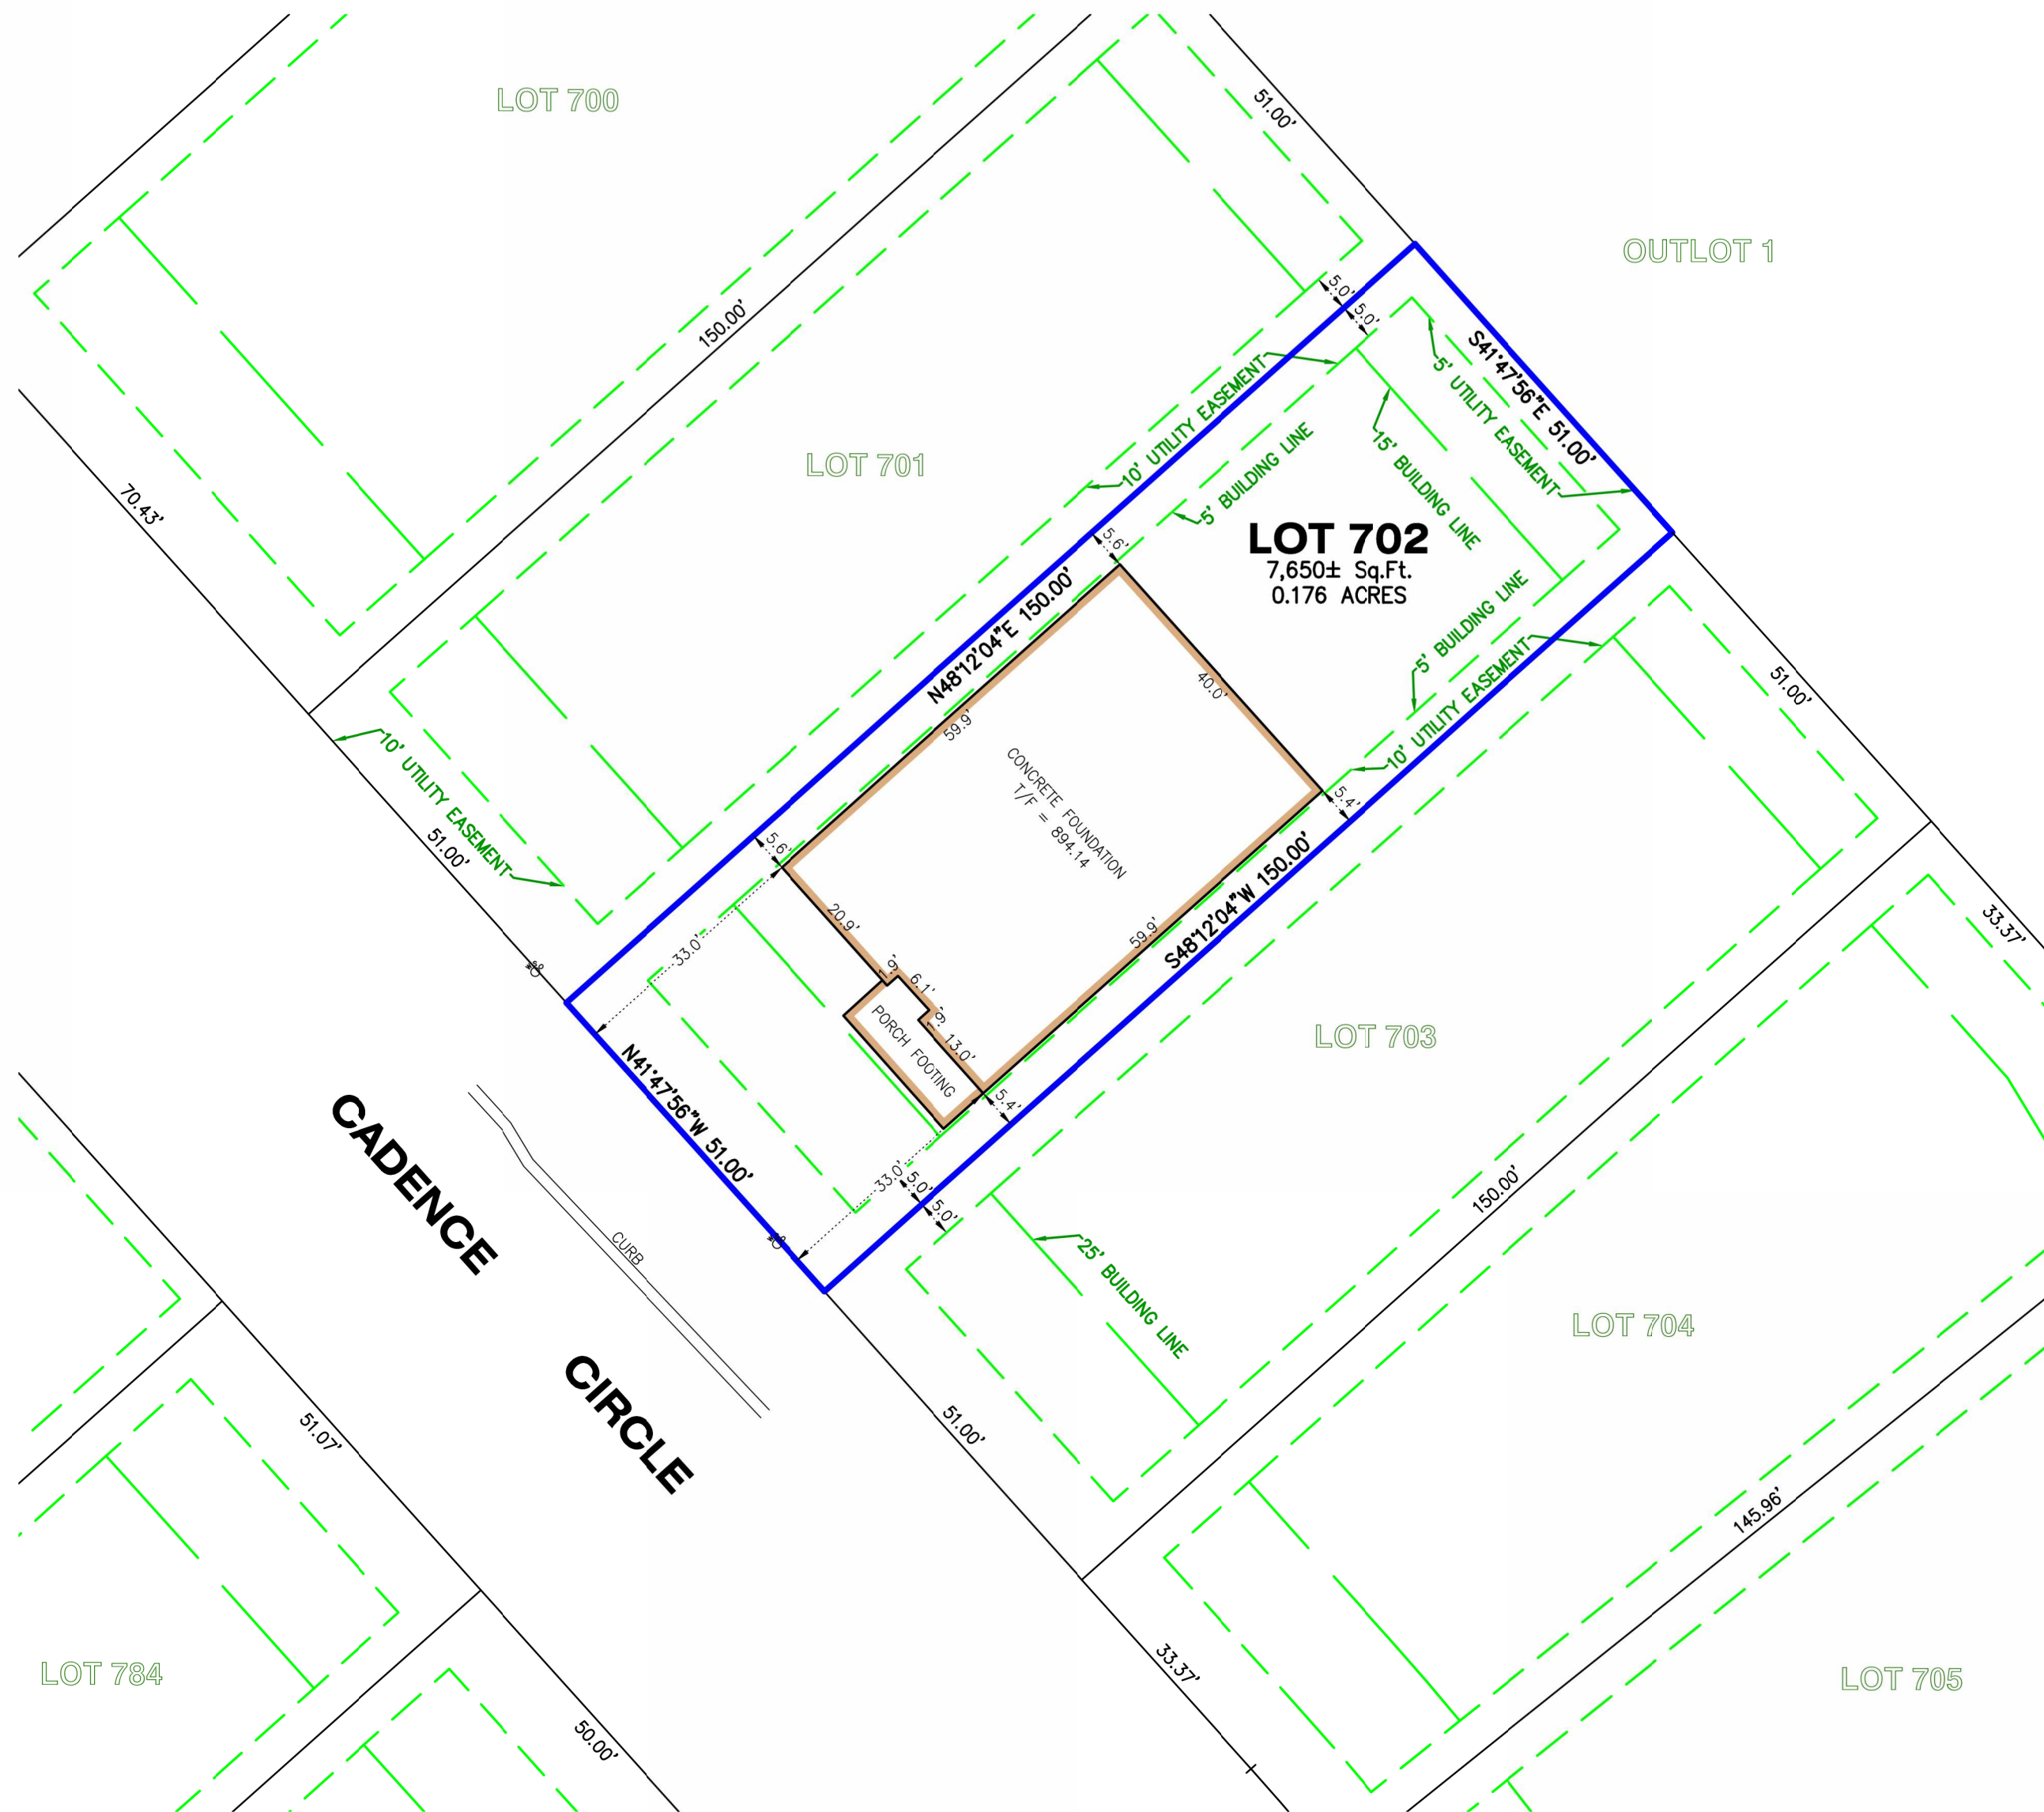 LOT 700
51.00'
OUTLOT 1
150.00'
5.0'
5.0'
S41°47'56"E 51.00'
5' UTILITY EASEMENT
10' UTILITY EASEMENT
15' BUILDING LINE
5' BUILDING LINE
LOT 701
70.43'
LOT 702
7,650± Sq.Ft.
0.176 ACRES
5.6'
N48°12'04"E 150.00'
5' BUILDING LINE
10' UTILITY EASEMENT
51.00'
40.0'
59.9'
CONCRETE FOUNDATION
T/F = 894.14
10' UTILITY EASEMENT
51.00'
5.6'
5.4'
S48°12'04"W 150.00'
20.9'
33.0'
59.9'
33.37'
1.9'
6.1'
1.9'
13.0'
PORCH FOOTING
LOT 703
5.4'
N41°47'56"W 51.00'
33.0'
5.0'
5.0'
150.00'
CADENCE
CIRCLE
CURB
25' BUILDING LINE
LOT 704
51.07'
51.00'
145.96'
LOT 784
33.37'
LOT 705
50.00'